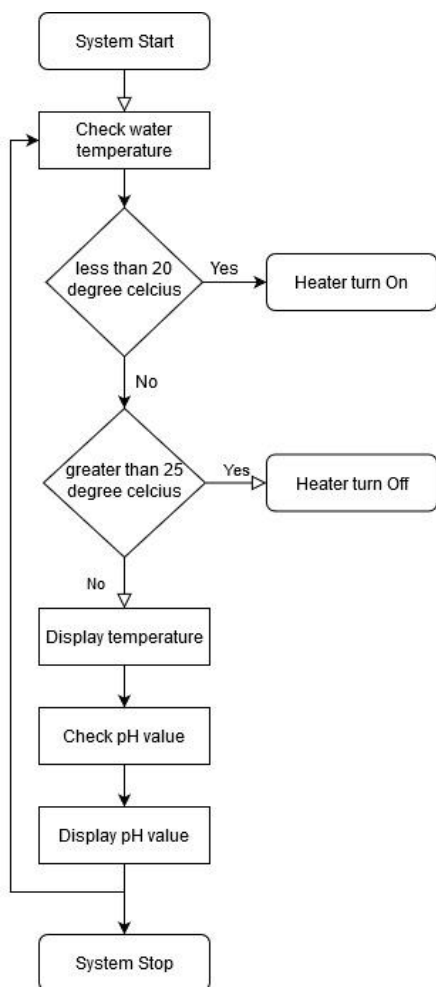 System Start
Check water
temperature
less than 20
degree celcius
Yes
Heater turn On
No
greater than 25
degree celcius
Yes
Heater turn Off
No
Display temperature
Check pH value
Display pH value
System Stop